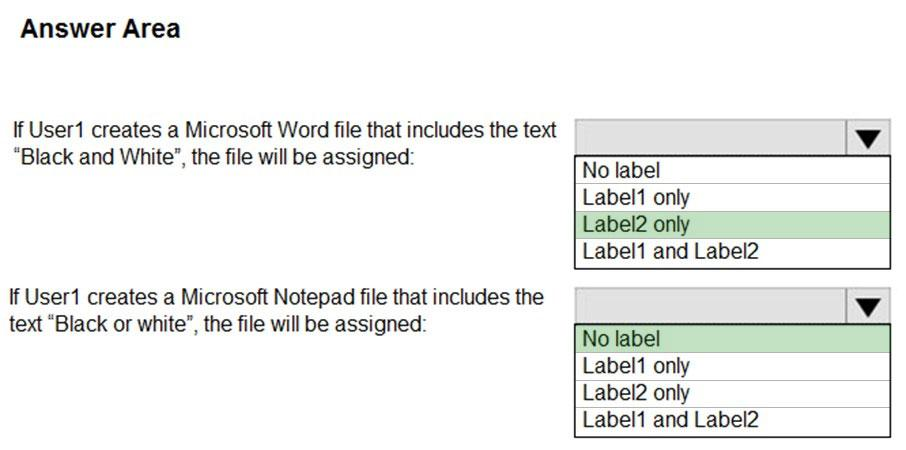 Answer Area
If User1 creates a Microsoft Word file that includes the text
“Black and White”, the file will be assigned:
No label
Label1 only
Label2 only
Label1 and Label2
If User1 creates a Microsoft Notepad file that includes the
text “Black or white”, the file will be assigned:
No label
Label1 only
Label2 only
Label1 and Label2